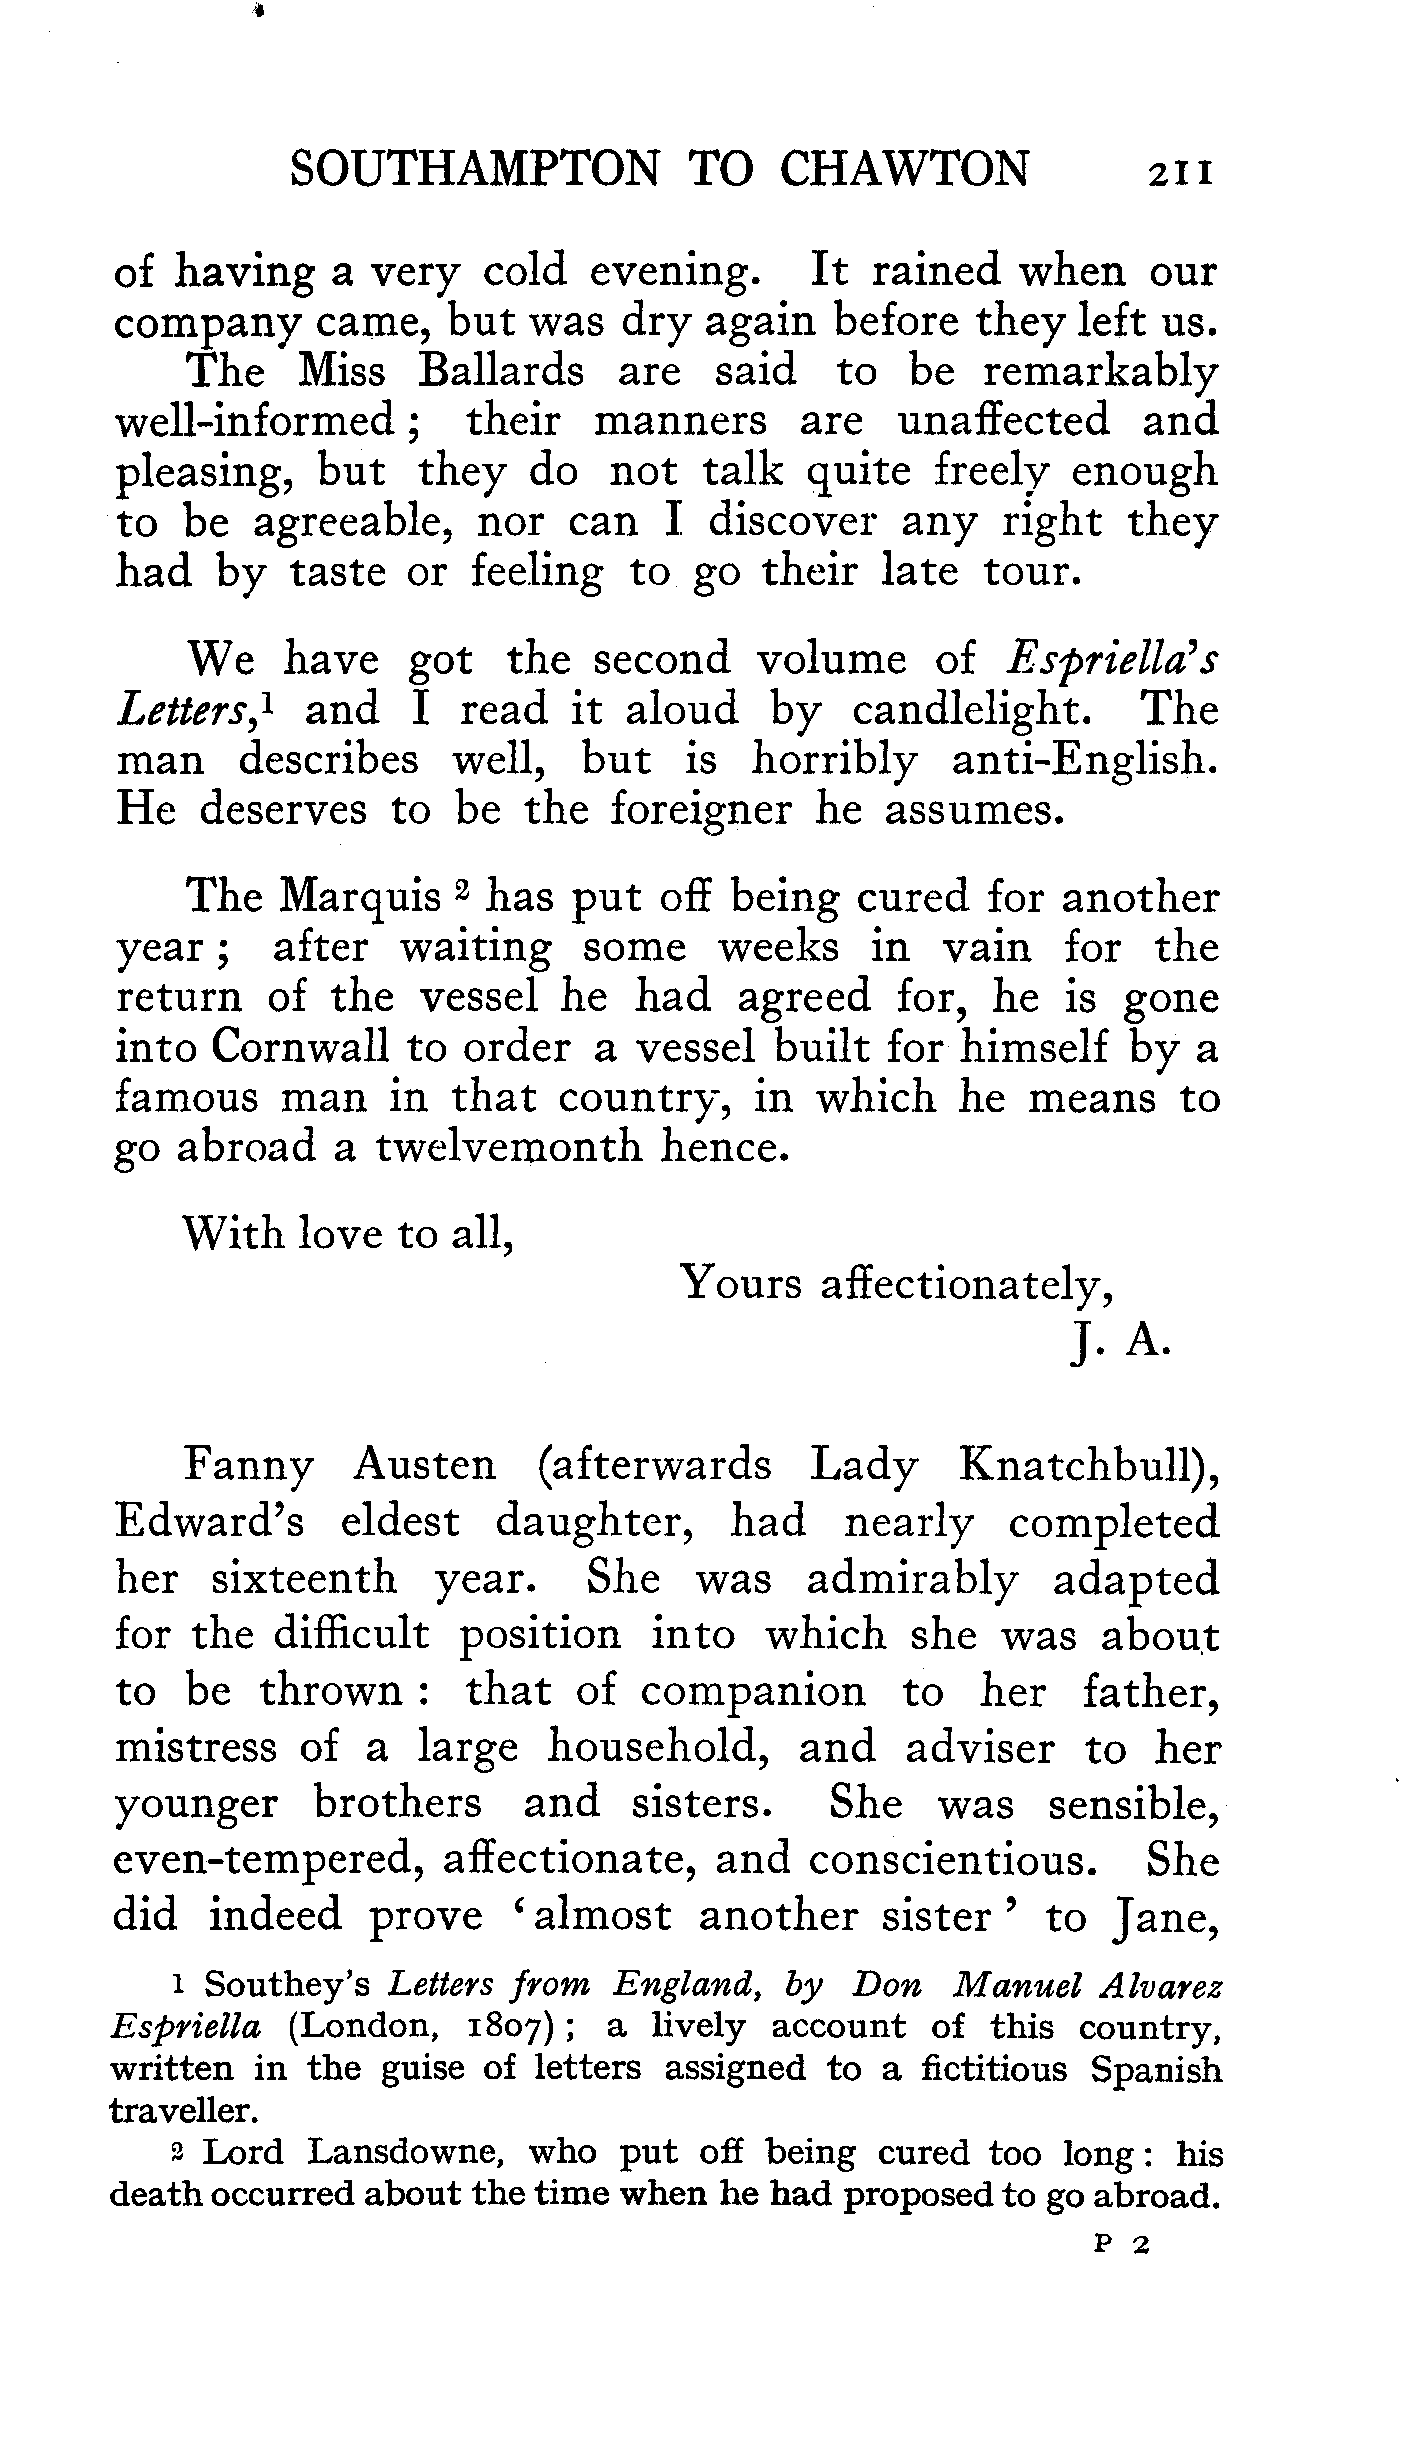 SOUTHAMPTON TO CHAWTON 211
of having a very cold evening. It rained when our
company came, but was dry again before they left us.
The Miss Ballards are said to be remarkably
well-informed ; their manners are unaffected and
pleasing, but they do not talk quite freely enough
to be agreeable, nor can I discover any right they
had by taste or feeling to go their late tour.
We have got the second volume of Espriella's
Letters,¹ and I read it aloud by candlelight. The
man describes well, but is horribly anti-English.
He deserves to be the foreigner he assumes.
The Marquis ² has put off being cured for another
year ; after waiting some weeks in vain for the
return of the vessel he had agreed for, he is gone
into Cornwall to order a vessel built for himself by a
famous man in that country, in which he means to
go abroad a twelvemonth hence.
With love to all,
Yours affectionately,
J. A.
Fanny Austen (afterwards Lady Knatchbull),
Edward's eldest daughter, had nearly completed
her sixteenth year. She was admirably adapted
for the difficult position into which she was about
to be thrown : that of companion to her father,
mistress of a large household, and adviser to her
younger brothers and sisters. She was sensible,
even-tempered, affectionate, and conscientious. She
did indeed prove ‘ almost another sister ’ to Jane,
1 Southey's Letters from England, by Don Manuel Alvarez
Espriella (London, 1807) ; a lively account of this country,
written in the guise of letters assigned to a fictitious Spanish
traveller.
2 Lord Lansdowne, who put off being cured too long : his
death occurred about the time when he had proposed to go abroad.
P 2